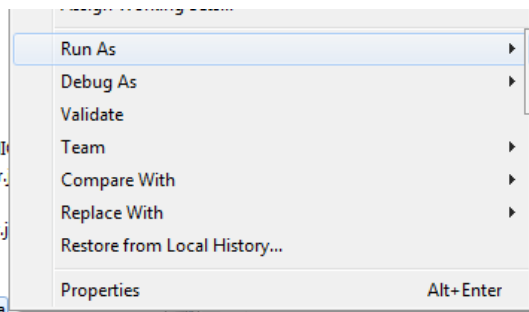 Run As
Debug As
Validate
Team
Compare With
Replace With
Restore from Local History...
Properties Alt+Enter